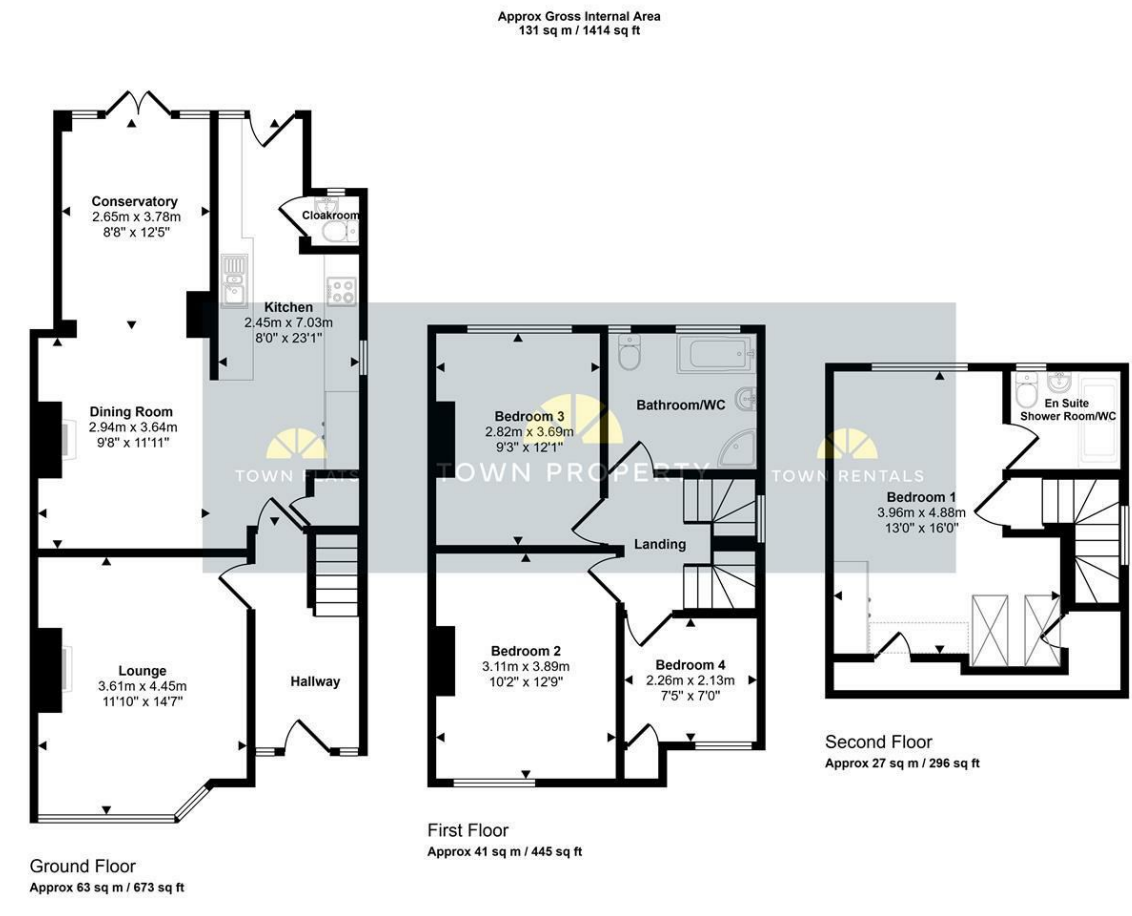 Approx Gross Internal Area
131 sq m / 1414 sq ft
Conservatory
2.65m x 3.78m
8'8" x 12'5"
Cloakroom
Kitchen
2.45m x 7.03m
8'0" x 23'1"
Dining Room
2.94m x 3.64m
9'8" x 11'11"
TOWN FLATS
Lounge
3.61m x 4.45m
11'10" x 14'7"
Hallway
Ground Floor
Approx 63 sq m / 673 sq ft
Bedroom 3
2.82m x 3.69m
9'3" x 12'1"
Bathroom/WC
TOWN PROPERTY
Landing
Bedroom 2
3.11m x 3.89m
10'2" x 12'9"
Bedroom 4
2.26m x 2.13m
7'5" x 7'0"
First Floor
Approx 41 sq m / 445 sq ft
En Suite
Shower Room/WC
TOWN RENTALS
Bedroom 1
3.96m x 4.88m
13'0" x 16'0"
Second Floor
Approx 27 sq m / 296 sq ft